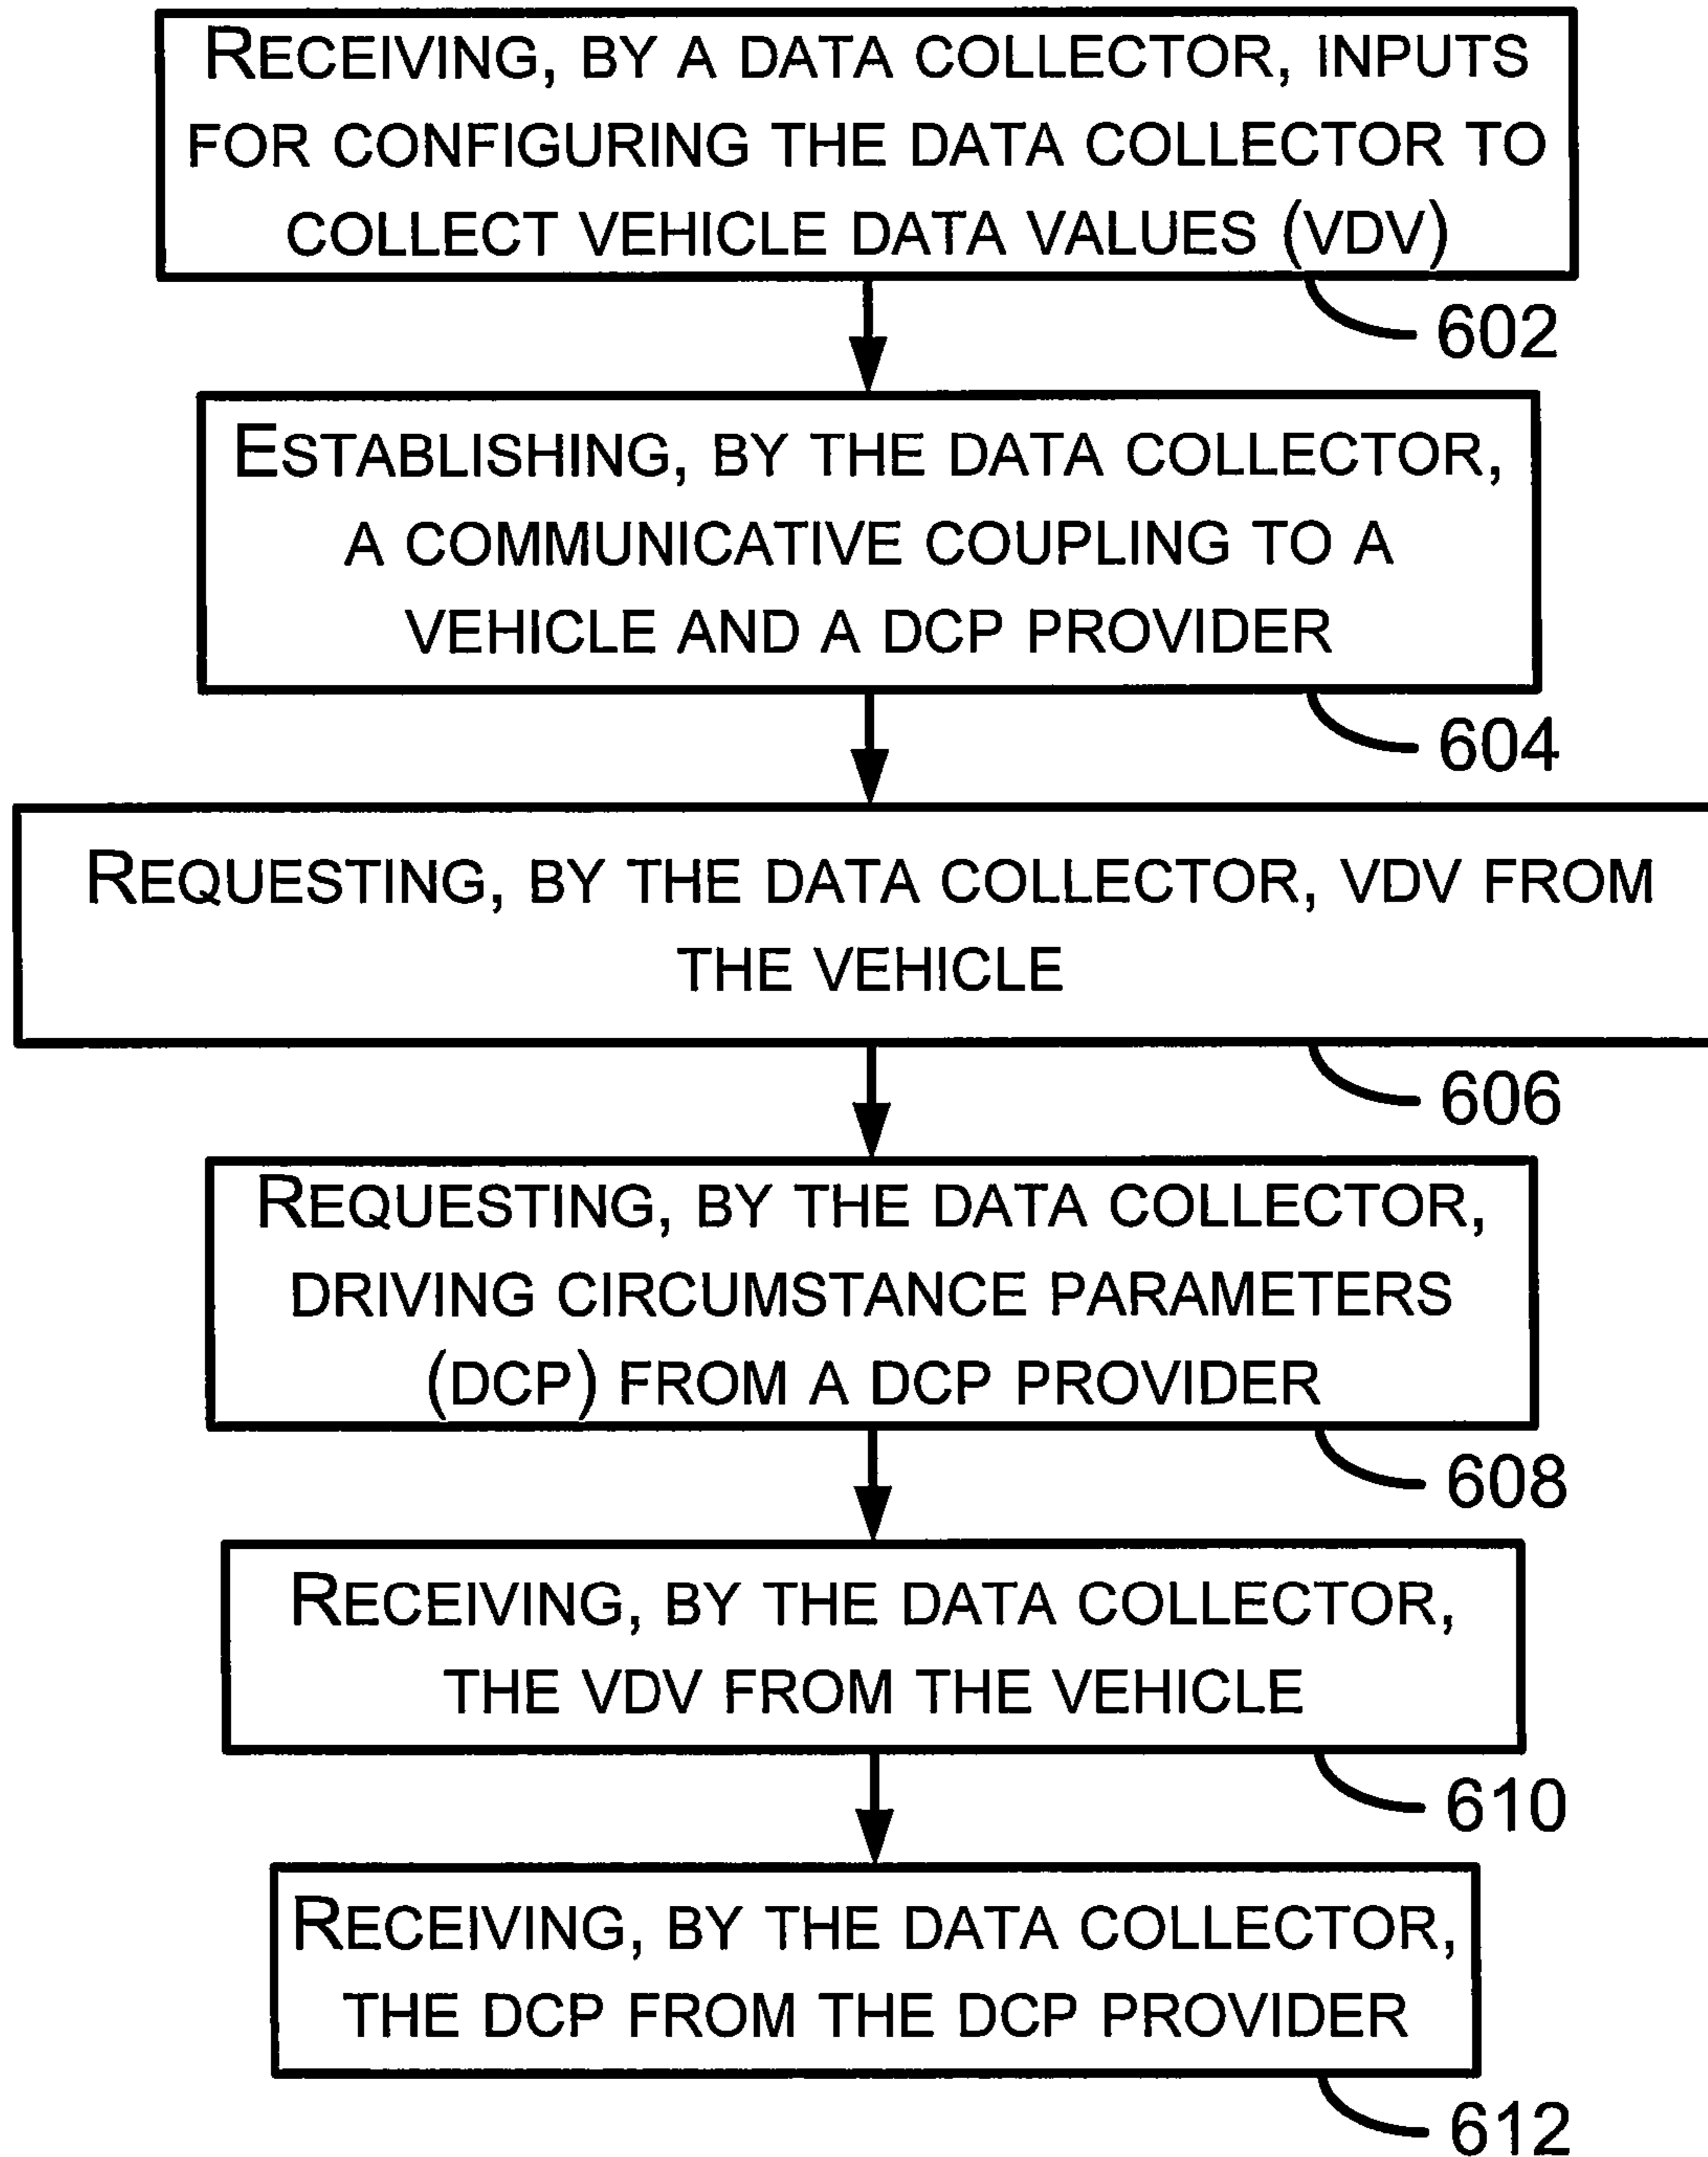 RECEIVING, BY A DATA COLLECTOR, INPUTS
FOR CONFIGURING THE DATA COLLECTOR TO
COLLECT VEHICLE DATA VALUES (VDV)
602
ESTABLISHING, BY THE DATA COLLECTOR,
A COMMUNICATIVE COUPLING TO A
VEHICLE AND A DCP PROVIDER
604
REQUESTING, BY THE DATA COLLECTOR, VDV FROM
THE VEHICLE
606
REQUESTING, BY THE DATA COLLECTOR,
DRIVING CIRCUMSTANCE PARAMETERS
(DCP) FROM A DCP PROVIDER
608
RECEIVING, BY THE DATA COLLECTOR,
THE VDV FROM THE VEHICLE
610
RECEIVING, BY THE DATA COLLECTOR,
THE DCP FROM THE DCP PROVIDER
612